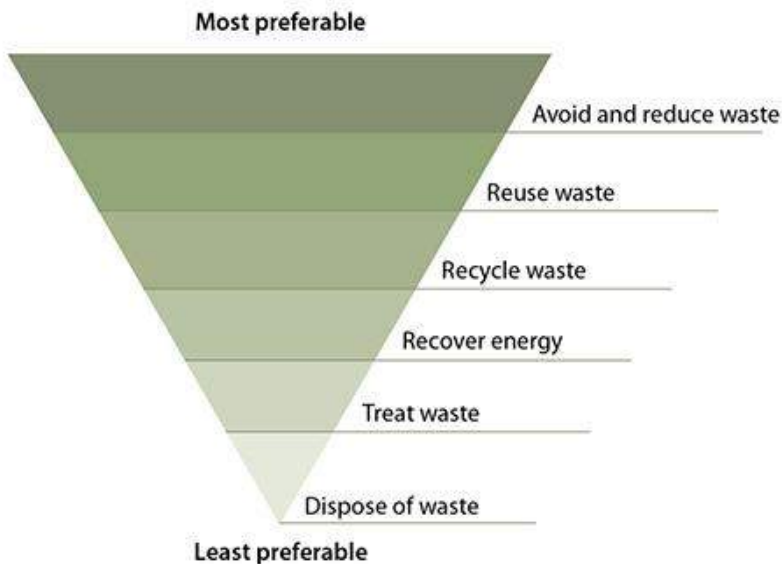 Most preferable
Avoid and reduce waste
Reuse waste
Recycle waste
Recover energy
Treat waste
Dispose of waste
Least preferable